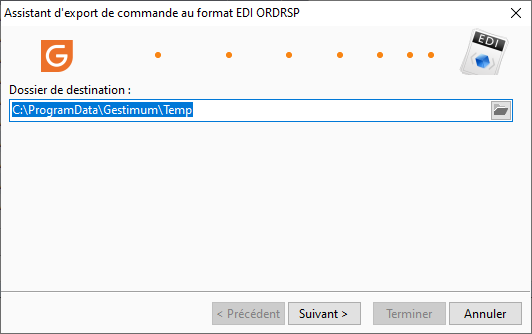 Assistant d'export de commande au format EDI ORDRSP
G
EDI
Dossier de destination :
C:\ProgramData\Gestimum\Temp
< Précédent Suivant > Terminer Annuler